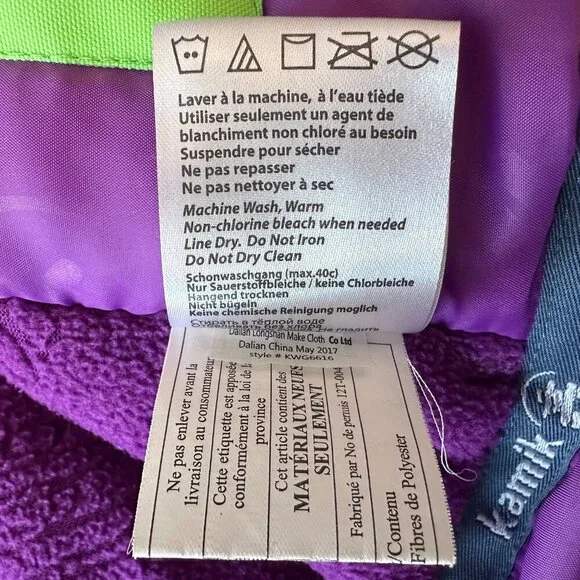 Laver à la machine, à l'eau tiède
Utiliser seulement un agent de
blanchiment non chloré au besoin
Suspendre pour sécher
Ne pas repasser
Ne pas nettoyer à sec
Machine Wash, Warm
Non-chlorine bleach when needed
Line Dry. Do Not Iron
Do Not Dry Clean
Schonwaschgang (max.40c)
Nur Sauerstoffbleiche / keine Chlorbleiche
Hangend trocknen
Nicht bügeln
Keine chemische Reinigung moglich
Стирать в тёплой воде
Dalian Longshan Make Cloth Co Ltd
Dalian China May 2017
style # KWG6616
Ne pas enlever avant la
livraison au consommateur
Cette etiquette est apposée
conformément à la loi de la
province
Cet article contient des
MATERIAUX NEUFS
SEULEMENT
Fabriqué par No de permis 12T-004
/Contenu
Fibres de Polyester
Kamik